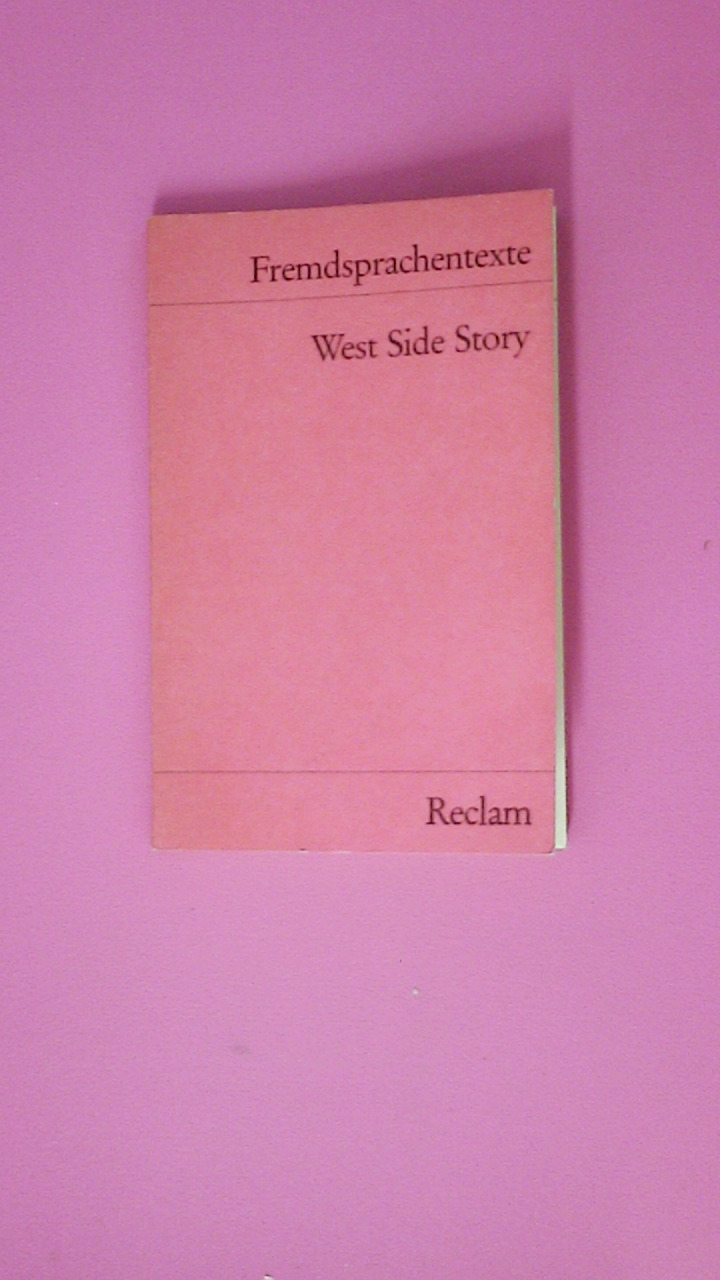 Fremdsprachentexte
West Side Story
Reclam